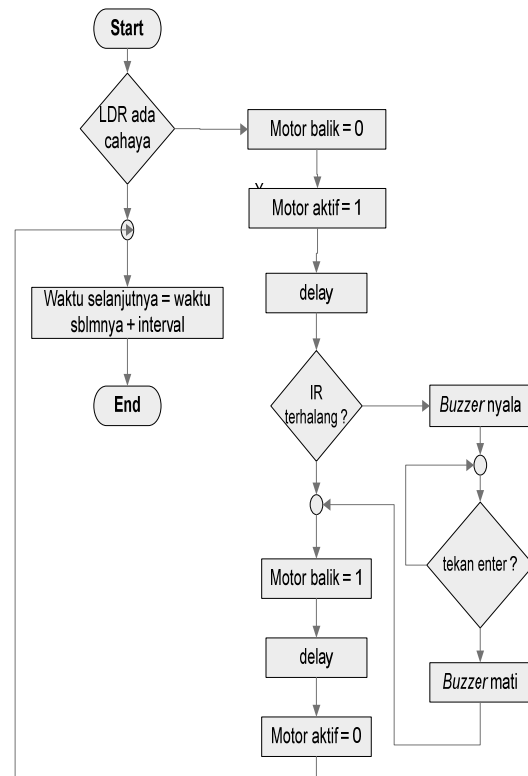 Start
LDR ada
cahaya
Waktu selanjutnya = waktu
sblmnya + interval
End
Motor balik = 0
Motor aktif = 1
delay
IR
terhalang ?
Buzzer nyala
tekan enter ?
Buzzer mati
Motor balik = 1
delay
Motor aktif = 0